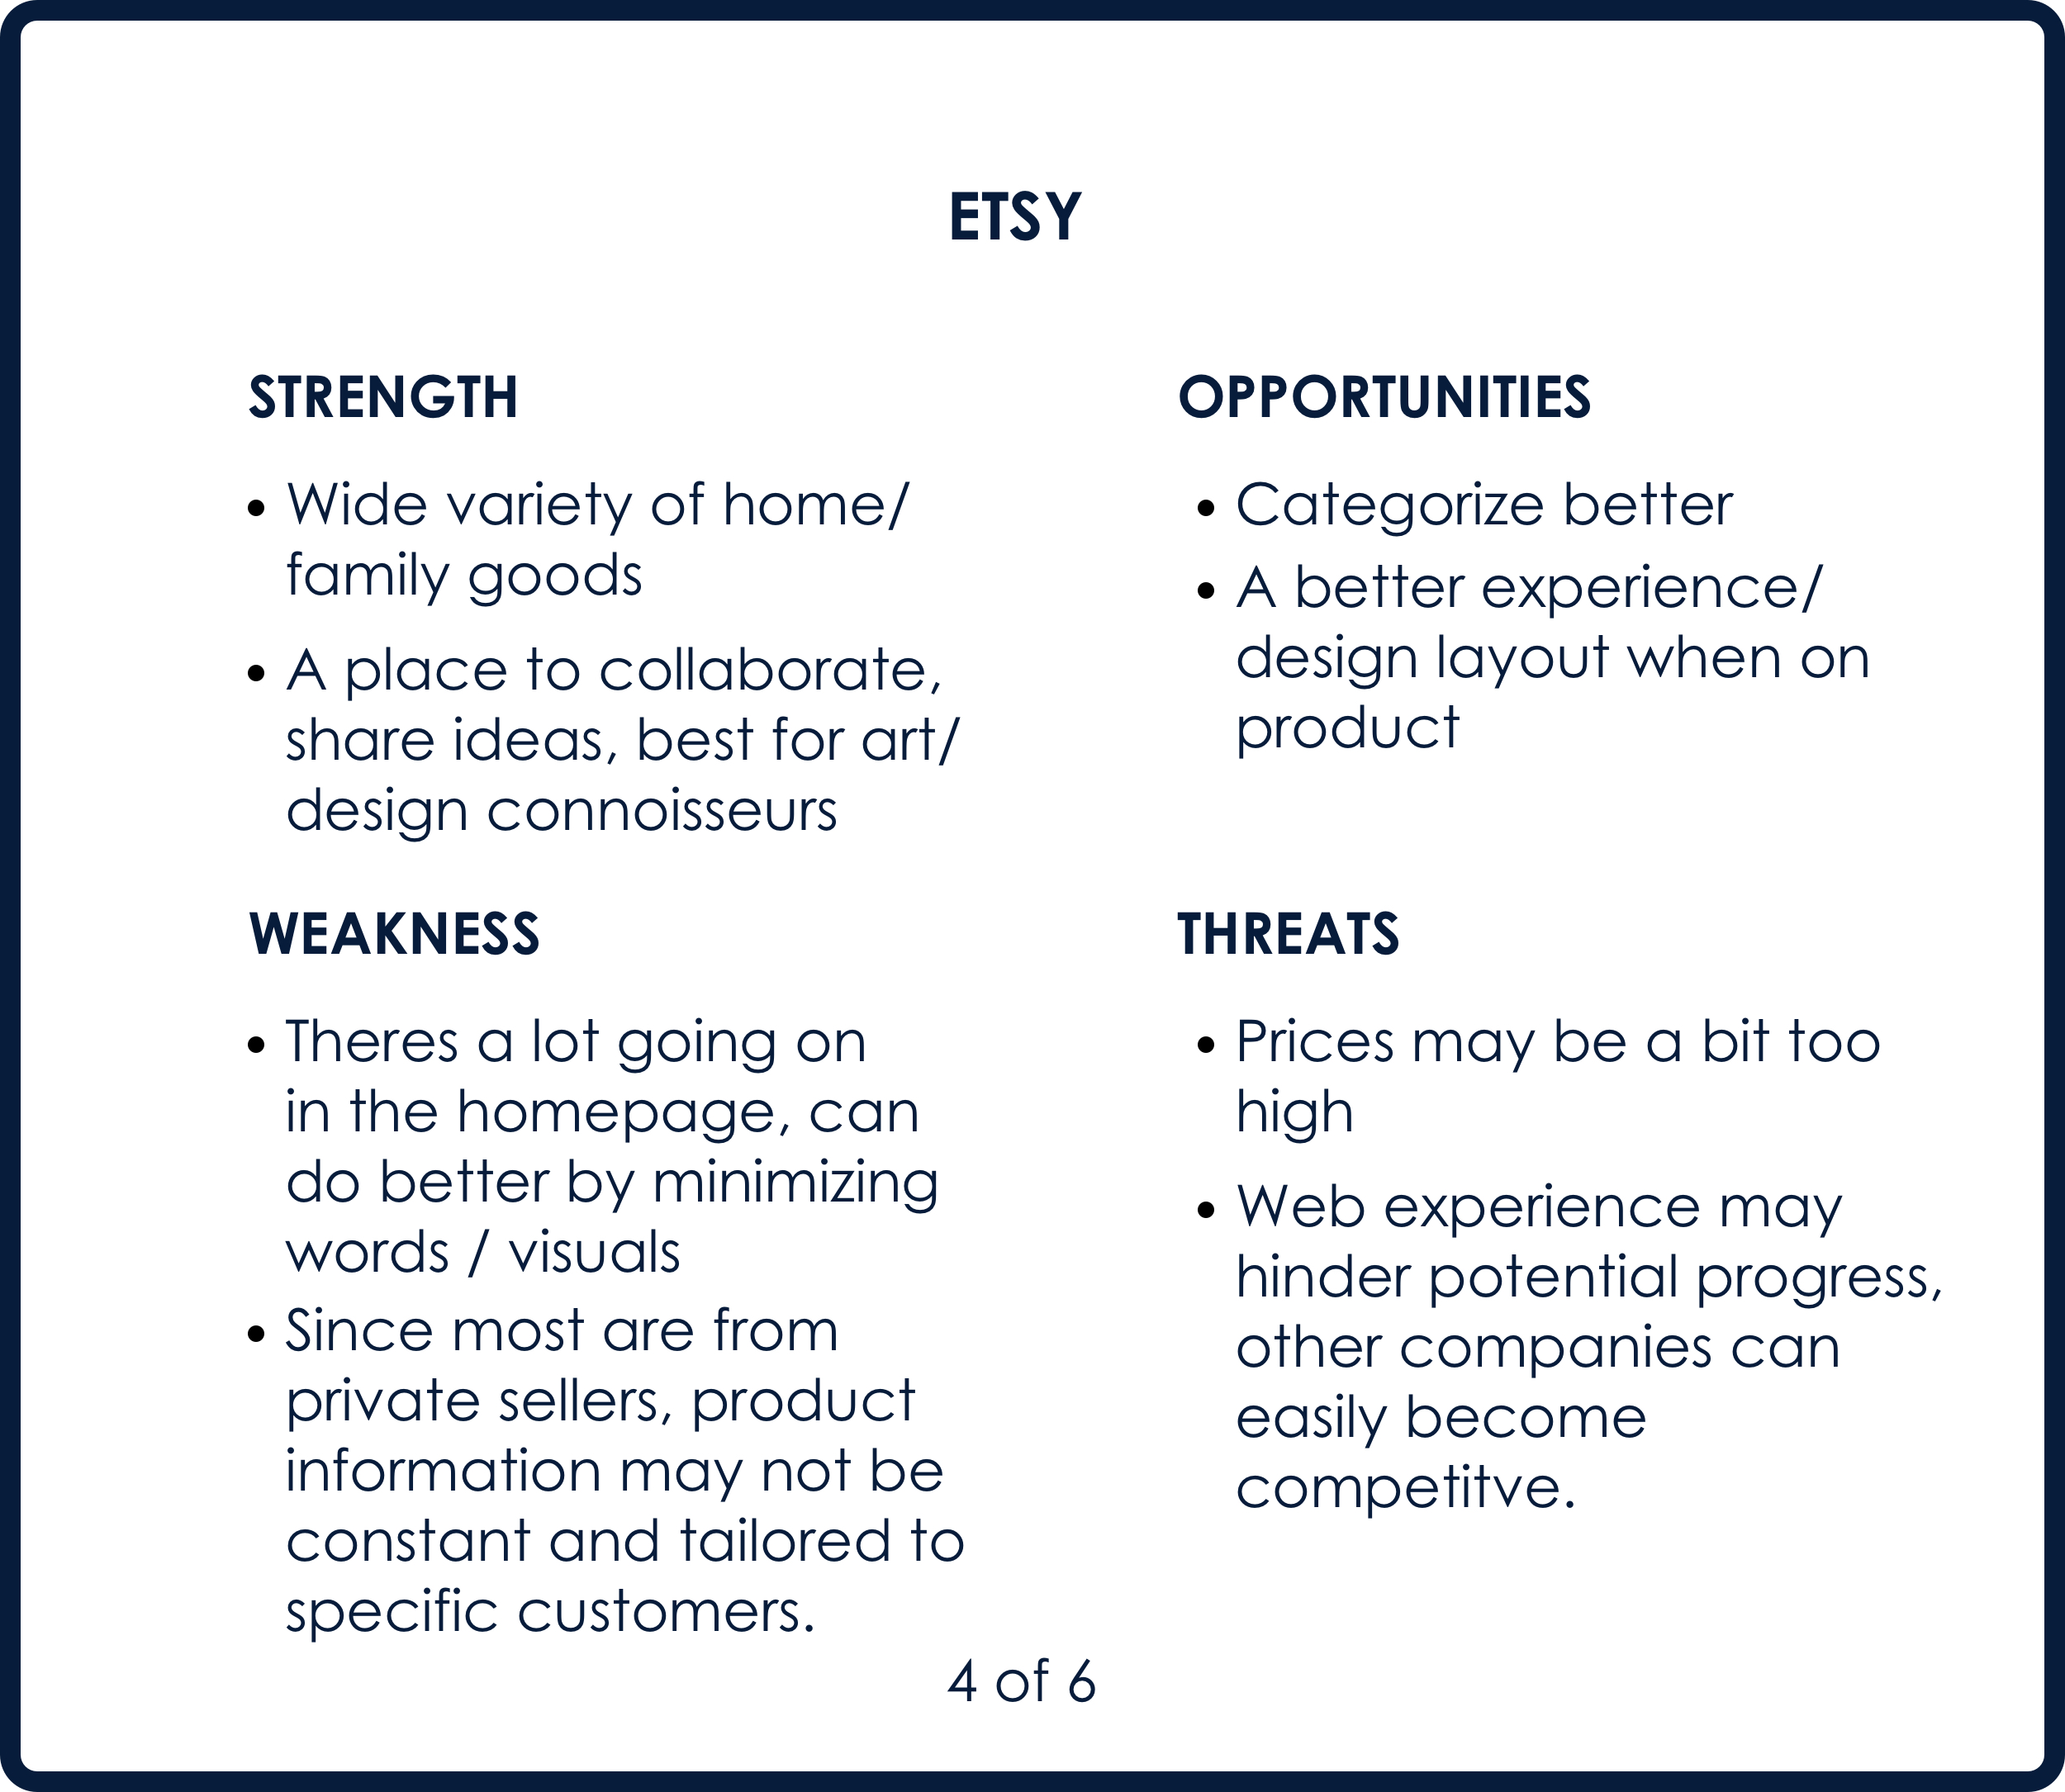 ETSY
STRENGTH
• Wide variety of home/
family goods
• A place to collaborate,
share ideas, best for art/
design connoisseurs
WEAKNESS
• Theres a lot going on
in the homepage, can
do better by minimizing
words / visuals
• Since most are from
private sellers, product
information may not be
constant and tailored to
specific customers.
OPPORTUNITIES
• Categorize better
• A better experience/
design layout when on
product
THREATS
• Prices may be a bit too
high
• Web experience may
hinder potential progress,
other companies can
easily become
competitve.
4 of 6